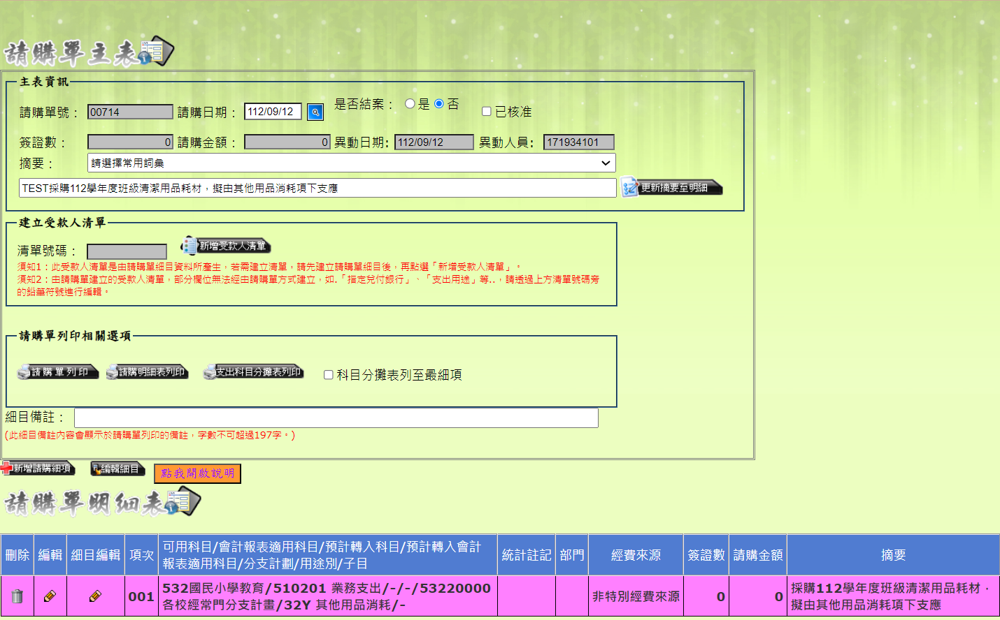 請購單主表
主表資訊
請購單號： 00714 請購日期： 112/09/12 是否結案： 是 否 已核准
簽證數： 0 請購金額： 0 異動日期: 112/09/12 異動人員: 171934101
摘要： 請選擇常用詞彙
TEST採購112學年度班級清潔用品耗材，擬由其他用品消耗項下支應 更新摘要至明細
建立受款人清單
清單號碼： 新增受款人清單
須知1：此受款人清單是由請購單細目資料所產生，若需建立清單，請先建立請購單細目後，再點選「新增受款人清單」。
須知2：由請購單建立的受款人清單，部分欄位無法經由請購單方式建立，如.「指定兌付銀行」、「支出用途」等..，請透過上方清單號碼旁
的鉛筆符號進行編輯。
請購單列印相關選項
請購單列印 請購明細表列印 支出科目分攤表列印 科目分攤表列至最細項
細目備註：
(此細目備註內容會顯示於請購單列印的備註，字數不可超過197字。)
新增請購細項 編輯細目 點我開啟說明
請購單明細表
刪除 編輯 細目編輯 項次 可用科目/會計報表適用科目/預計轉入科目/預計轉入會計
報表適用科目/分支計劃/用途別/子目 統計註記 部門 經費來源 簽證數 請購金額 摘要
001 532國民小學教育/510201 業務支出/-/-/53220000
各校經常門分支計畫/32Y 其他用品消耗/- 非特別經費來源 0 0 採購112學年度班級清潔用品耗材，
擬由其他用品消耗項下支應